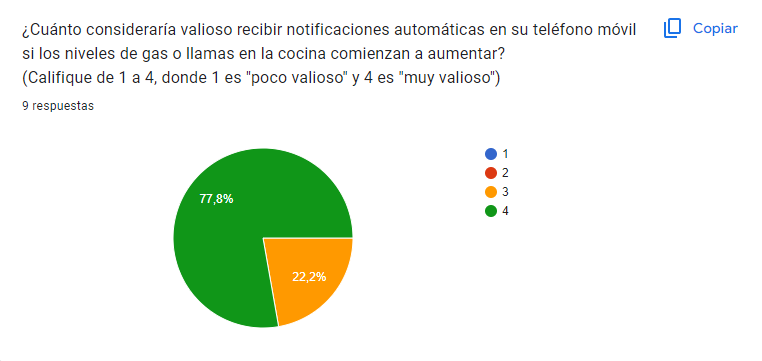 ¿Cuánto consideraría valioso recibir notificaciones automáticas en su teléfono móvil
si los niveles de gas o llamas en la cocina comienzan a aumentar?
(Califique de 1 a 4, donde 1 es "poco valioso" y 4 es "muy valioso")
Copiar
9 respuestas
77,8%
22,2%
1
2
3
4